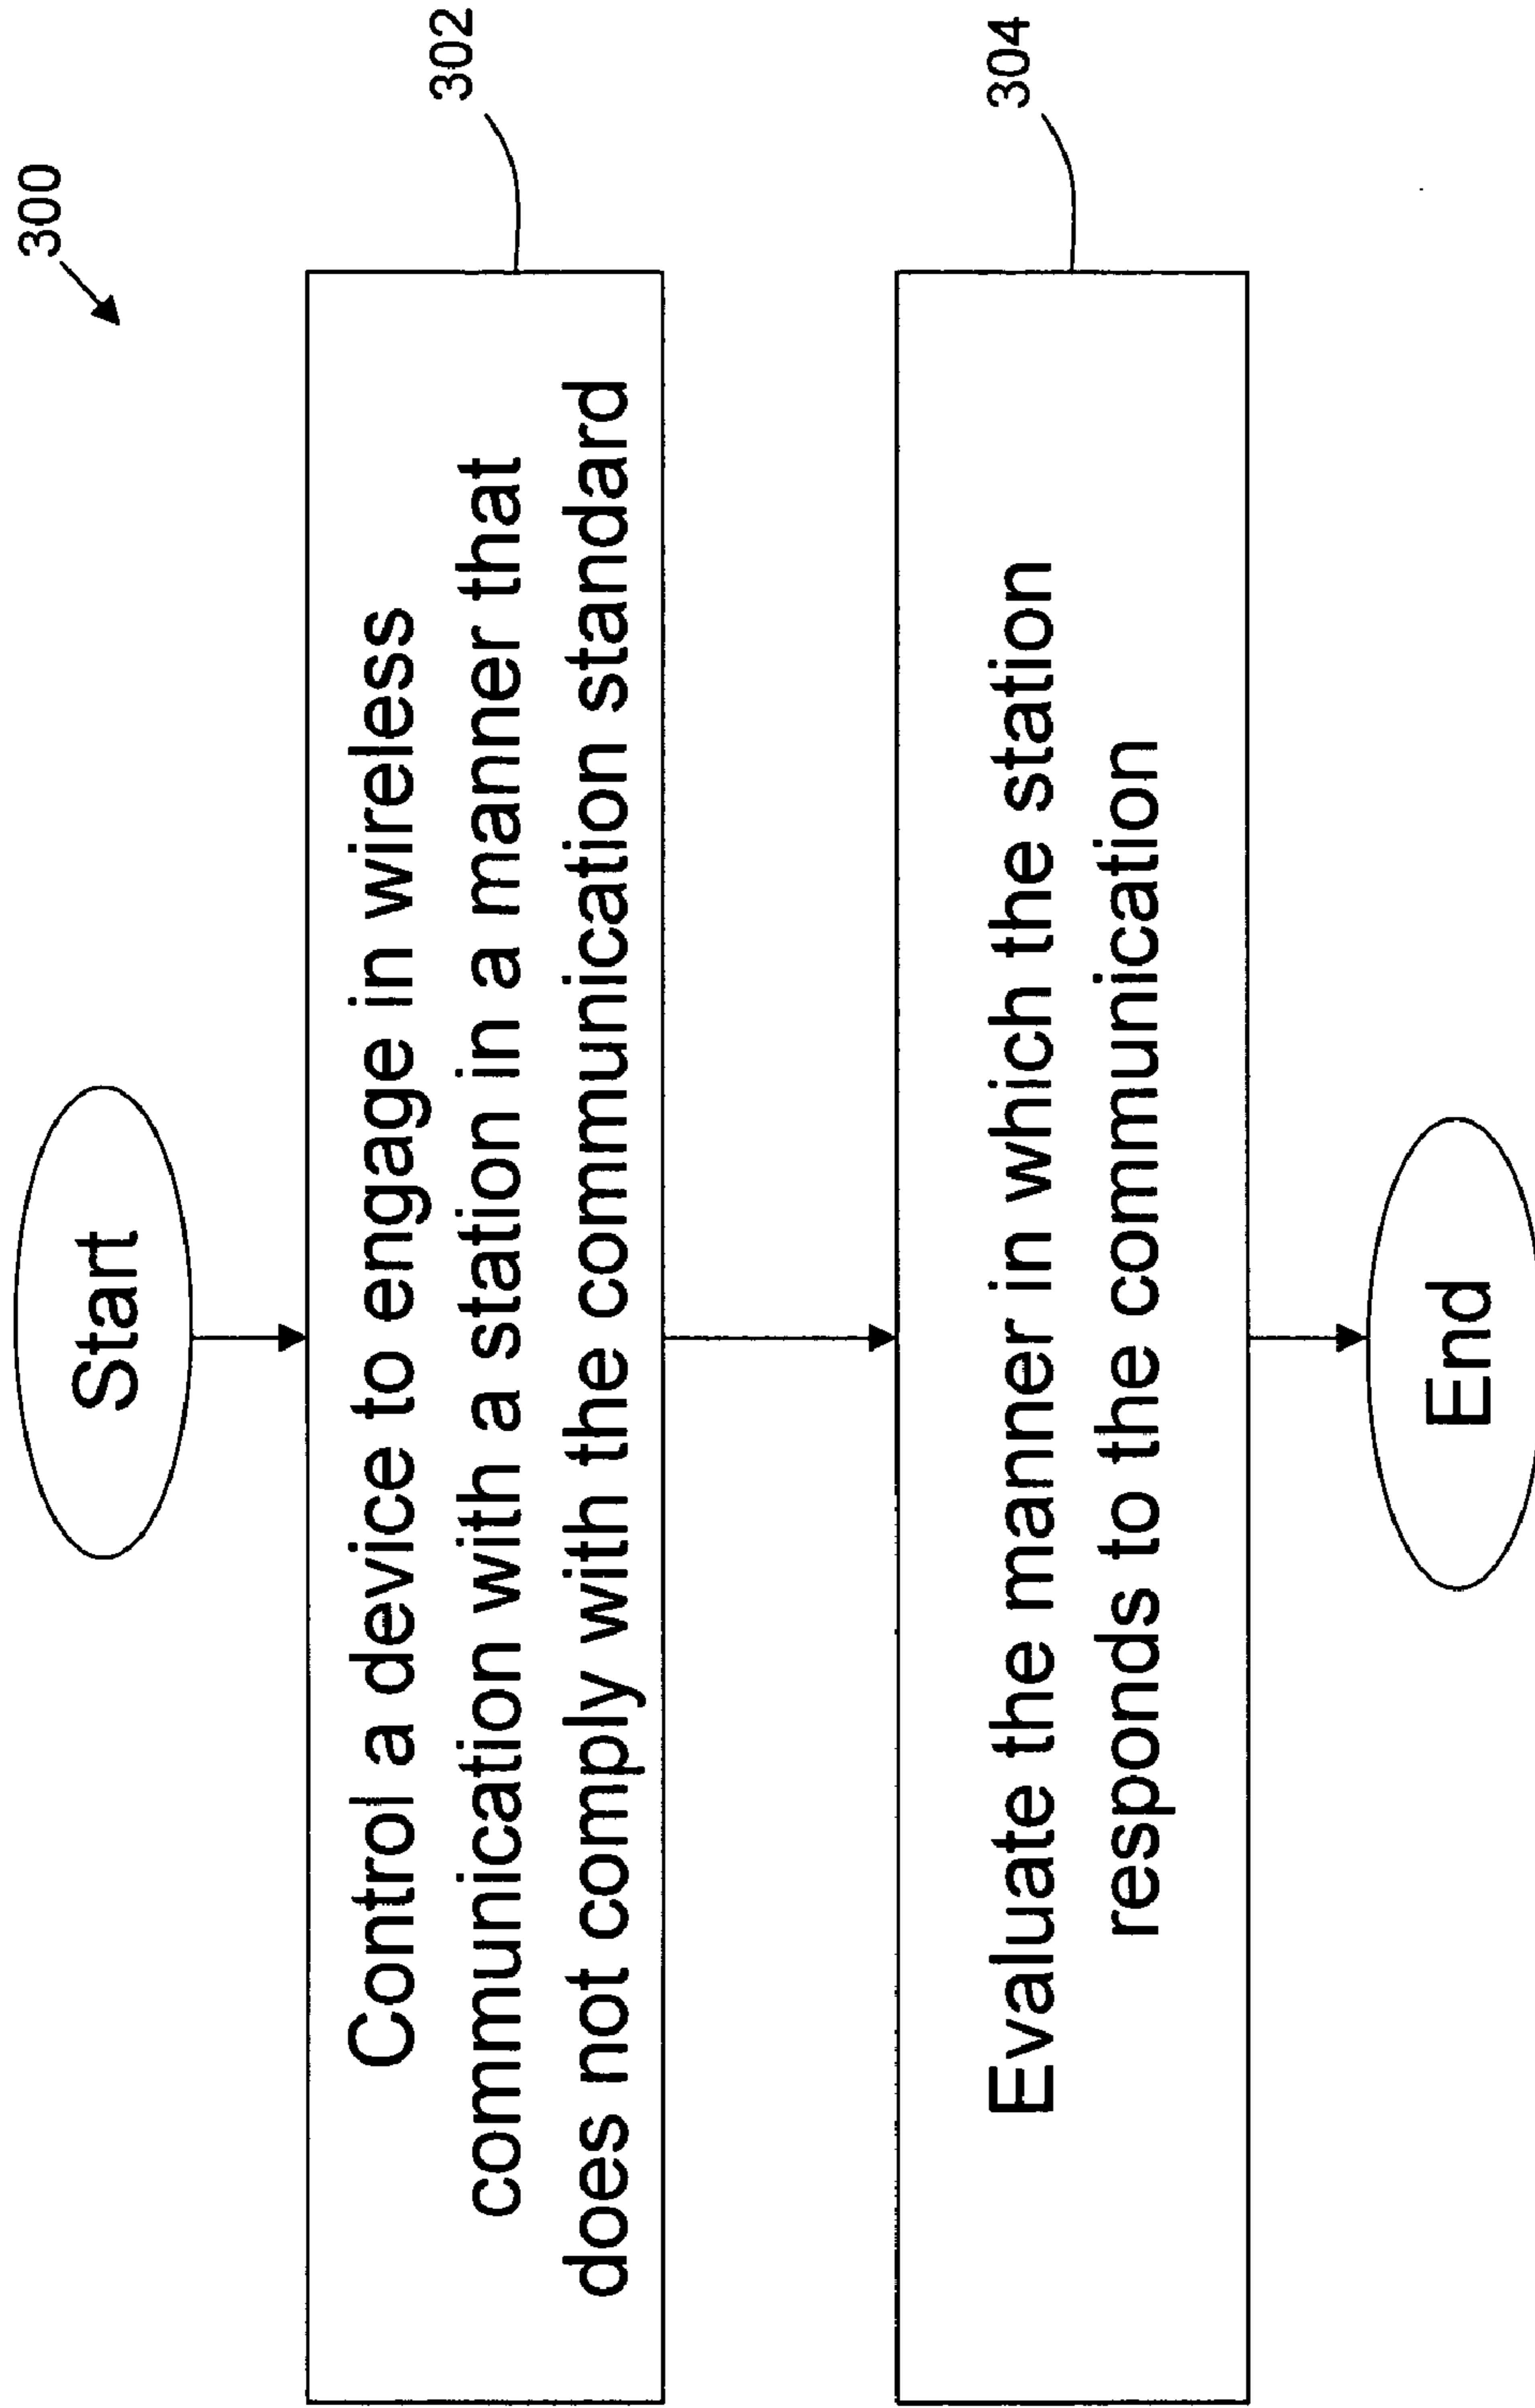 300
Start
Control a device to engage in wireless
communication with a station in a manner that
does not comply with the communication standard
302
Evaluate the manner in which the station
responds to the communication
304
End